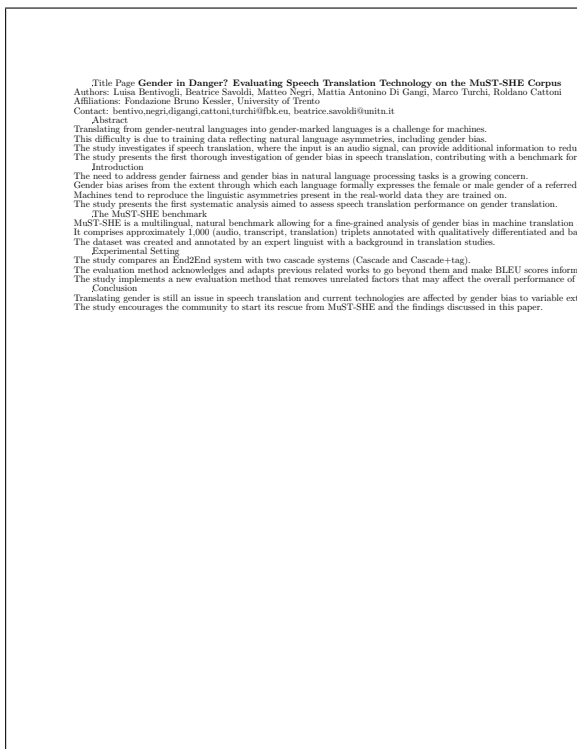 ,Title Page Gender in Danger? Evaluating Speech Translation Technology on the MuST-SHE Corpus
Authors: Luisa Bentivogli, Beatrice Savoldi, Matteo Negri, Mattia Antonino Di Gangi, Marco Turchi, Roldano Cattoni
Affiliations: Fondazione Bruno Kessler, University of Trento
Contact: bentivo,negri,digangi,cattoni,turchi@fbk.eu, beatrice.savoldi@unitn.it
,Abstract
Translating from gender-neutral languages into gender-marked languages is a challenge for machines.
This difficulty is due to training data reflecting natural language asymmetries, including gender bias.
The study investigates if speech translation, where the input is an audio signal, can provide additional information to redu
The study presents the first thorough investigation of gender bias in speech translation, contributing with a benchmark for
,Introduction
The need to address gender fairness and gender bias in natural language processing tasks is a growing concern.
Gender bias arises from the extent through which each language formally expresses the female or male gender of a referred
Machines tend to reproduce the linguistic asymmetries present in the real-world data they are trained on.
The study presents the first systematic analysis aimed to assess speech translation performance on gender translation.
,The MuST-SHE benchmark
MuST-SHE is a multilingual, natural benchmark allowing for a fine-grained analysis of gender bias in machine translation
It comprises approximately 1,000 (audio, transcript, translation) triplets annotated with qualitatively differentiated and ba
The dataset was created and annotated by an expert linguist with a background in translation studies.
,Experimental Setting
The study compares an End2End system with two cascade systems (Cascade and Cascade+tag).
The evaluation method acknowledges and adapts previous related works to go beyond them and make BLEU scores inform
The study implements a new evaluation method that removes unrelated factors that may affect the overall performance of
,Conclusion
Translating gender is still an issue in speech translation and current technologies are affected by gender bias to variable ext
The study encourages the community to start its rescue from MuST-SHE and the findings discussed in this paper.